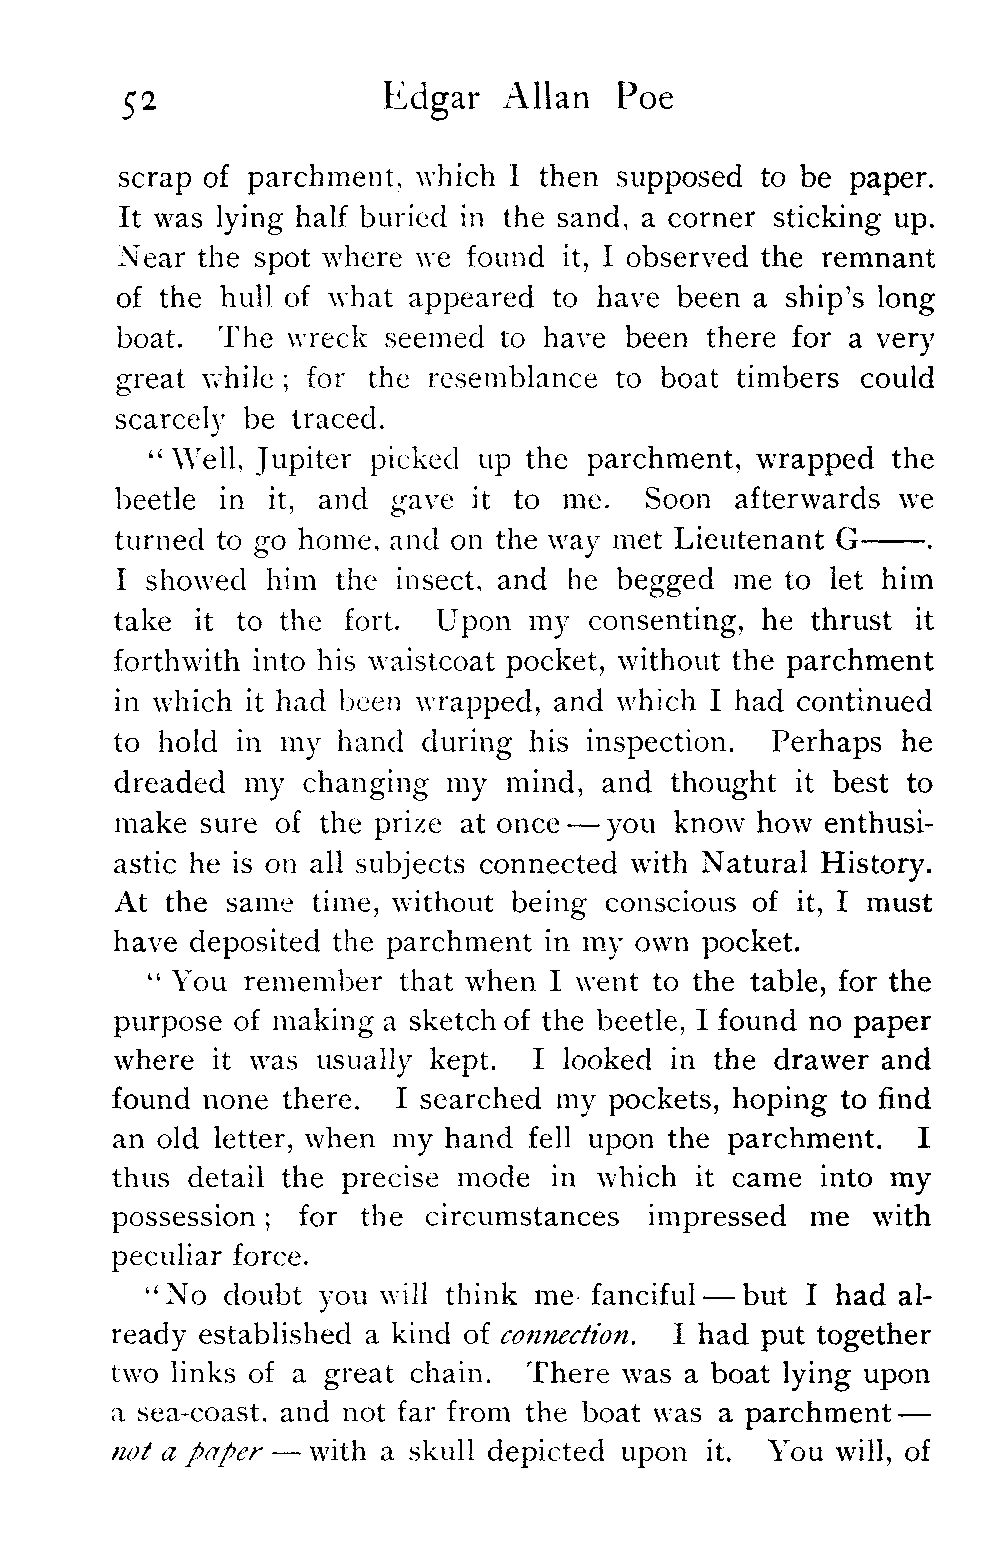 52 Edgar Allan Poe
scrap of parchment, which I then supposed to be paper.
It was lying half buried in the sand, a corner sticking up.
Near the spot where we found it, I observed the remnant
of the hull of what appeared to have been a ship's long
boat. The wreck seemed to have been there for a very
great while; for the resemblance to boat timbers could
scarcely be traced.
"Well, Jupiter picked up the parchment, wrapped the
beetle in it, and gave it to me. Soon afterwards we
turned to go home, and on the way met Lieutenant G——.
I showed him the insect, and he begged me to let him
take it to the fort. Upon my consenting, he thrust it
forthwith into his waistcoat pocket, without the parchment
in which it had been wrapped, and which I had continued
to hold in my hand during his inspection. Perhaps he
dreaded my changing my mind, and thought it best to
make sure of the prize at once — you know how enthusi-
astic he is on all subjects connected with Natural History.
At the same time, without being conscious of it, I must
have deposited the parchment in my own pocket.
"You remember that when I went to the table, for the
purpose of making a sketch of the beetle, I found no paper
where it was usually kept. I looked in the drawer and
found none there. I searched my pockets, hoping to find
an old letter, when my hand fell upon the parchment. I
thus detail the precise mode in which it came into my
possession; for the circumstances impressed me with
peculiar force.
"No doubt you will think me fanciful — but I had al-
ready established a kind of connection. I had put together
two links of a great chain. There was a boat lying upon
a sea-coast, and not far from the boat was a parchment —
not a paper — with a skull depicted upon it. You will, of